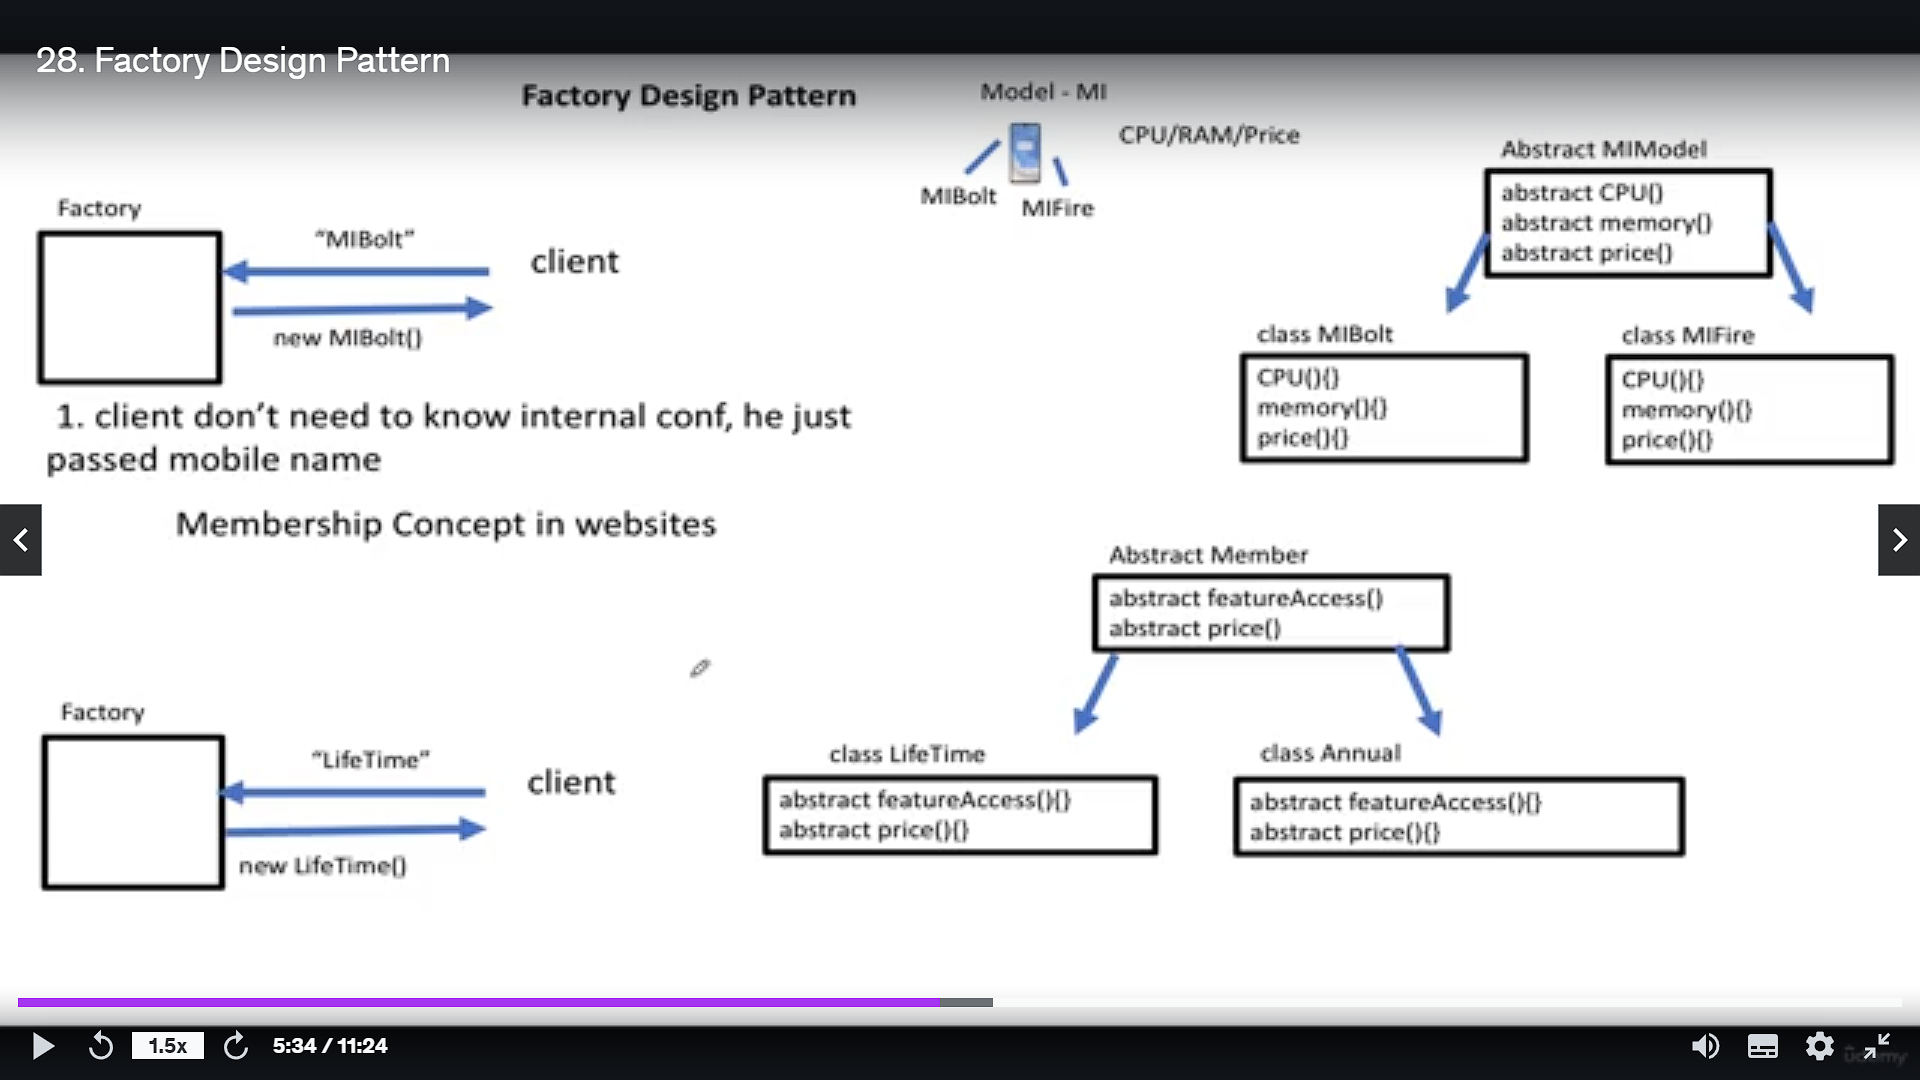 28. Factory Design Pattern
Factory Design Pattern
Model - MI
CPU/RAM/Price
MIBolt
MIFire
Abstract MIModel
abstract CPU()
abstract memory()
abstract price()
Factory
"MIBolt"
client
new MIBolt()
class MIBolt
CPU(){}
memory(){}
price(){}
class MIFire
CPU(){}
memory(){}
price(){}
1. client don't need to know internal conf, he just
passed mobile name
Membership Concept in websites
Abstract Member
abstract featureAccess()
abstract price()
Factory
"LifeTime"
client
new LifeTime()
class LifeTime
abstract featureAccess(){}
abstract price(){}
class Annual
abstract featureAccess(){}
abstract price(){}
1.5x
5:34 / 11:24
udemy